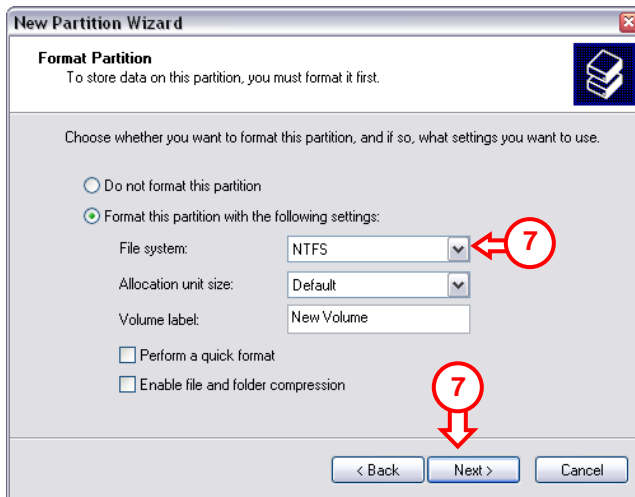 New Partition Wizard
Format Partition
To store data on this partition, you must format it first.
Choose whether you want to format this partition, and if so, what settings you want to use.
Do not format this partition
Format this partition with the following settings:
File system: NTFS 7
Allocation unit size: Default
Volume label: New Volume
Perform a quick format
Enable file and folder compression
7
< Back Next > Cancel